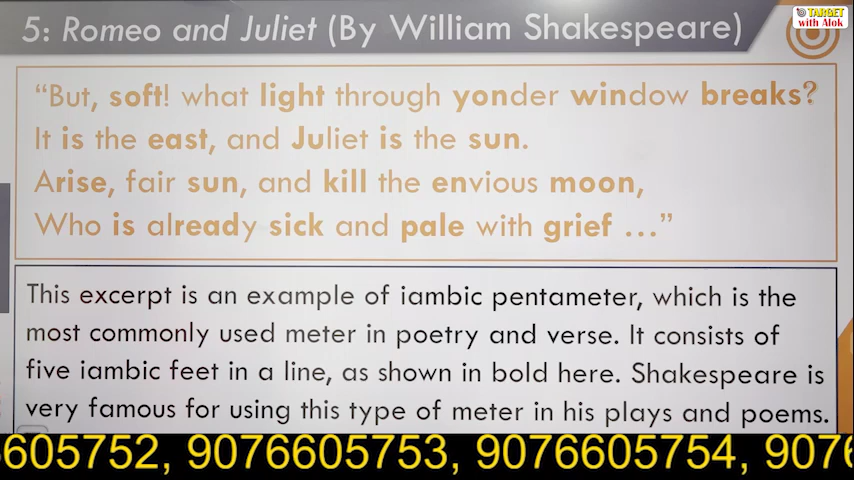 5: Romeo and Juliet (By William Shakespeare)
TARGET
with Alok
“But, soft! what light through yonder window breaks?
It is the east, and Juliet is the sun.
Arise, fair sun, and kill the envious moon,
Who is already sick and pale with grief ...”
This excerpt is an example of iambic pentameter, which is the
most commonly used meter in poetry and verse. It consists of
five iambic feet in a line, as shown in bold here. Shakespeare is
very famous for using this type of meter in his plays and poems.
605752, 9076605753, 9076605754, 9076